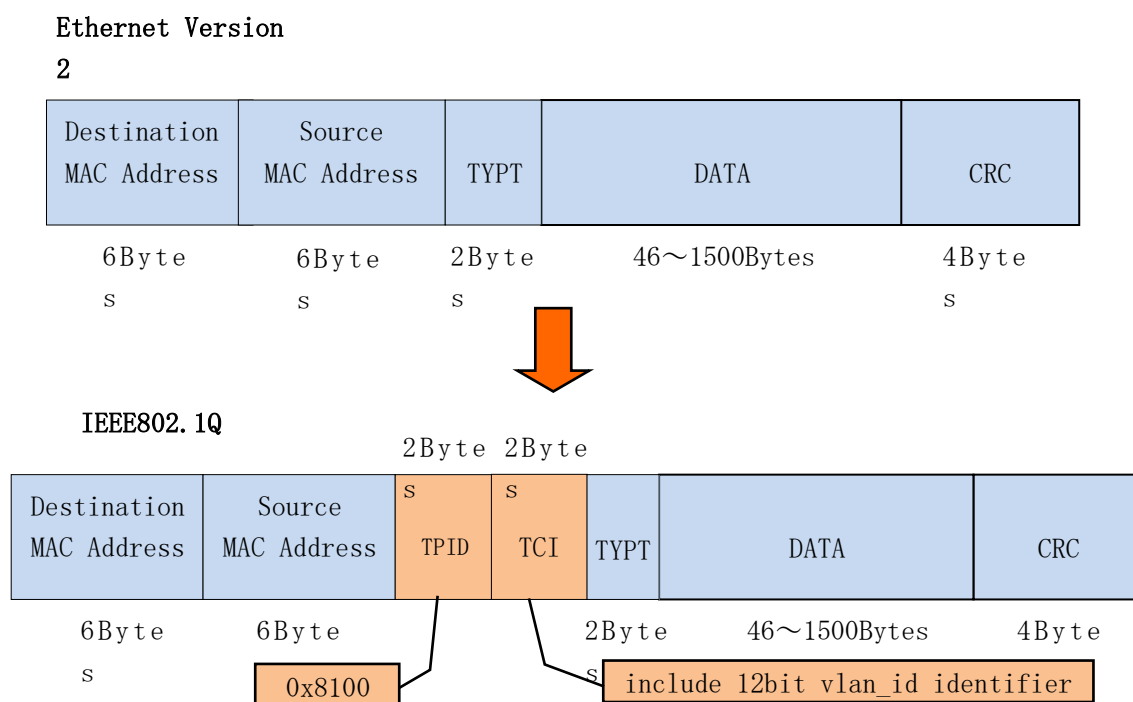 Ethernet Version
2
Destination
MAC Address
Source
MAC Address
TYPT
DATA
CRC
6Byte
s
6Byte
s
2Byte
s
46～1500Bytes
4Byte
s
IEEE802.1Q
2Byte
s
2Byte
s
Destination
MAC Address
Source
MAC Address
TPID
TCI
TYPT
DATA
CRC
6Byte
s
6Byte
2Byte
s
46～1500Bytes
4Byte
0x8100
include 12bit vlan_id identifier